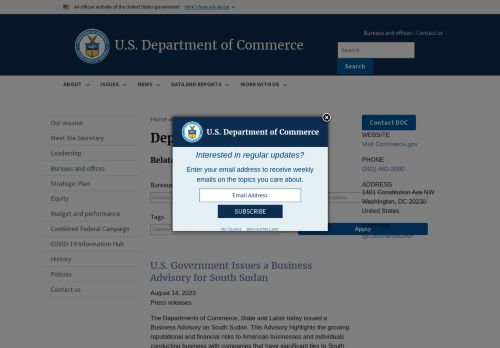 An official website of the United States government Here's how you know
U.S. Department of Commerce
Bureaus and offices - Contact us
Search
Search
ABOUT ISSUES NEWS DATA AND REPORTS WORK WITH US
Our mission
Meet the Secretary
Leadership
Bureaus and offices
Strategic Plan
Equity
Budget and performance
Combined Federal Campaign
COVID-19 Information Hub
History
Policies
Contact us
Home
U.S. Department of Commerce
Interested in regular updates?
Enter your email address to receive weekly
emails on the topics you care about.
Email Address
SUBSCRIBE
No Thanks Remind Me Later
Tags
Apply
Contact DOC
WEBSITE
Visit Commerce.gov
PHONE
(202) 482-2000
ADDRESS
1401 Constitution Ave NW
Washington, DC 20230
United States
U.S. Government Issues a Business
Advisory for South Sudan
August 14, 2023
Press releases
The Departments of Commerce, State and Labor today issued a
Business Advisory on South Sudan. This Advisory highlights the growing
reputational and financial risks to American businesses and individuals
conducting business with companies that have significant ties to South